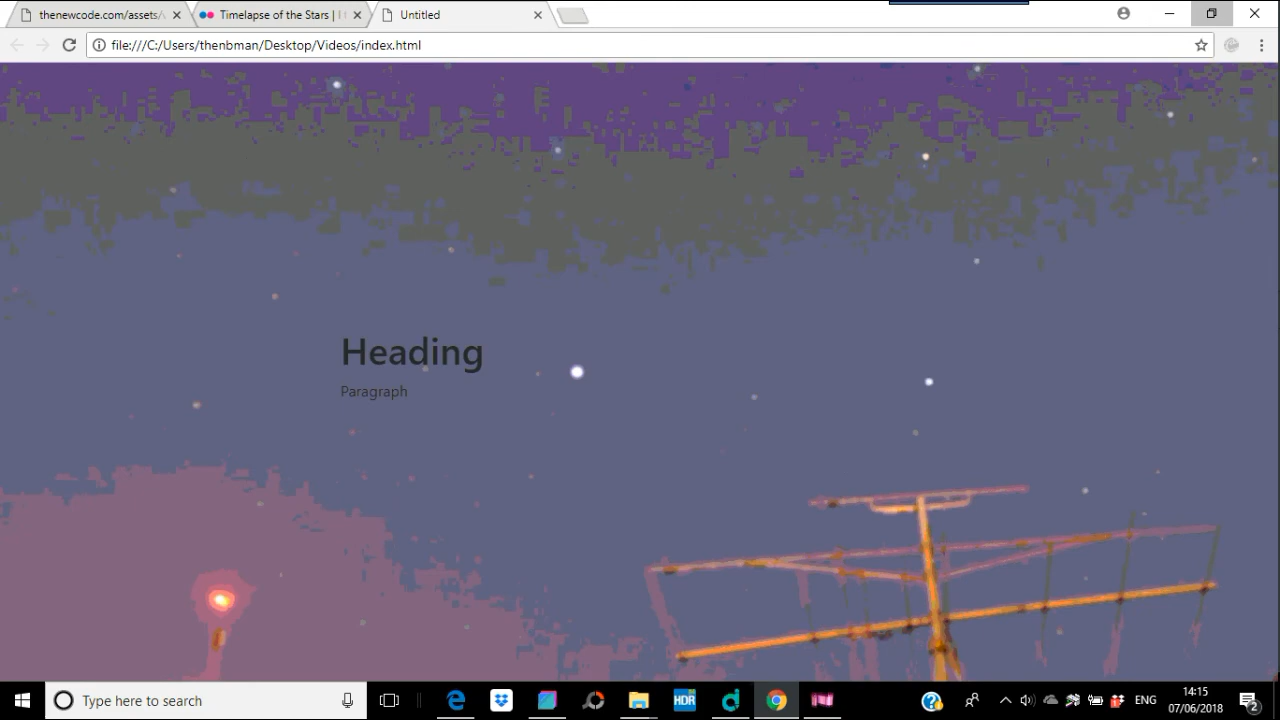 thenewcode.com/assets/
Timelapse of the Stars |
Untitled
file:///C:/Users/thenbman/Desktop/Videos/index.html
Heading
Paragraph
Type here to search
HDR
ENG
14:15
07/06/2018
2